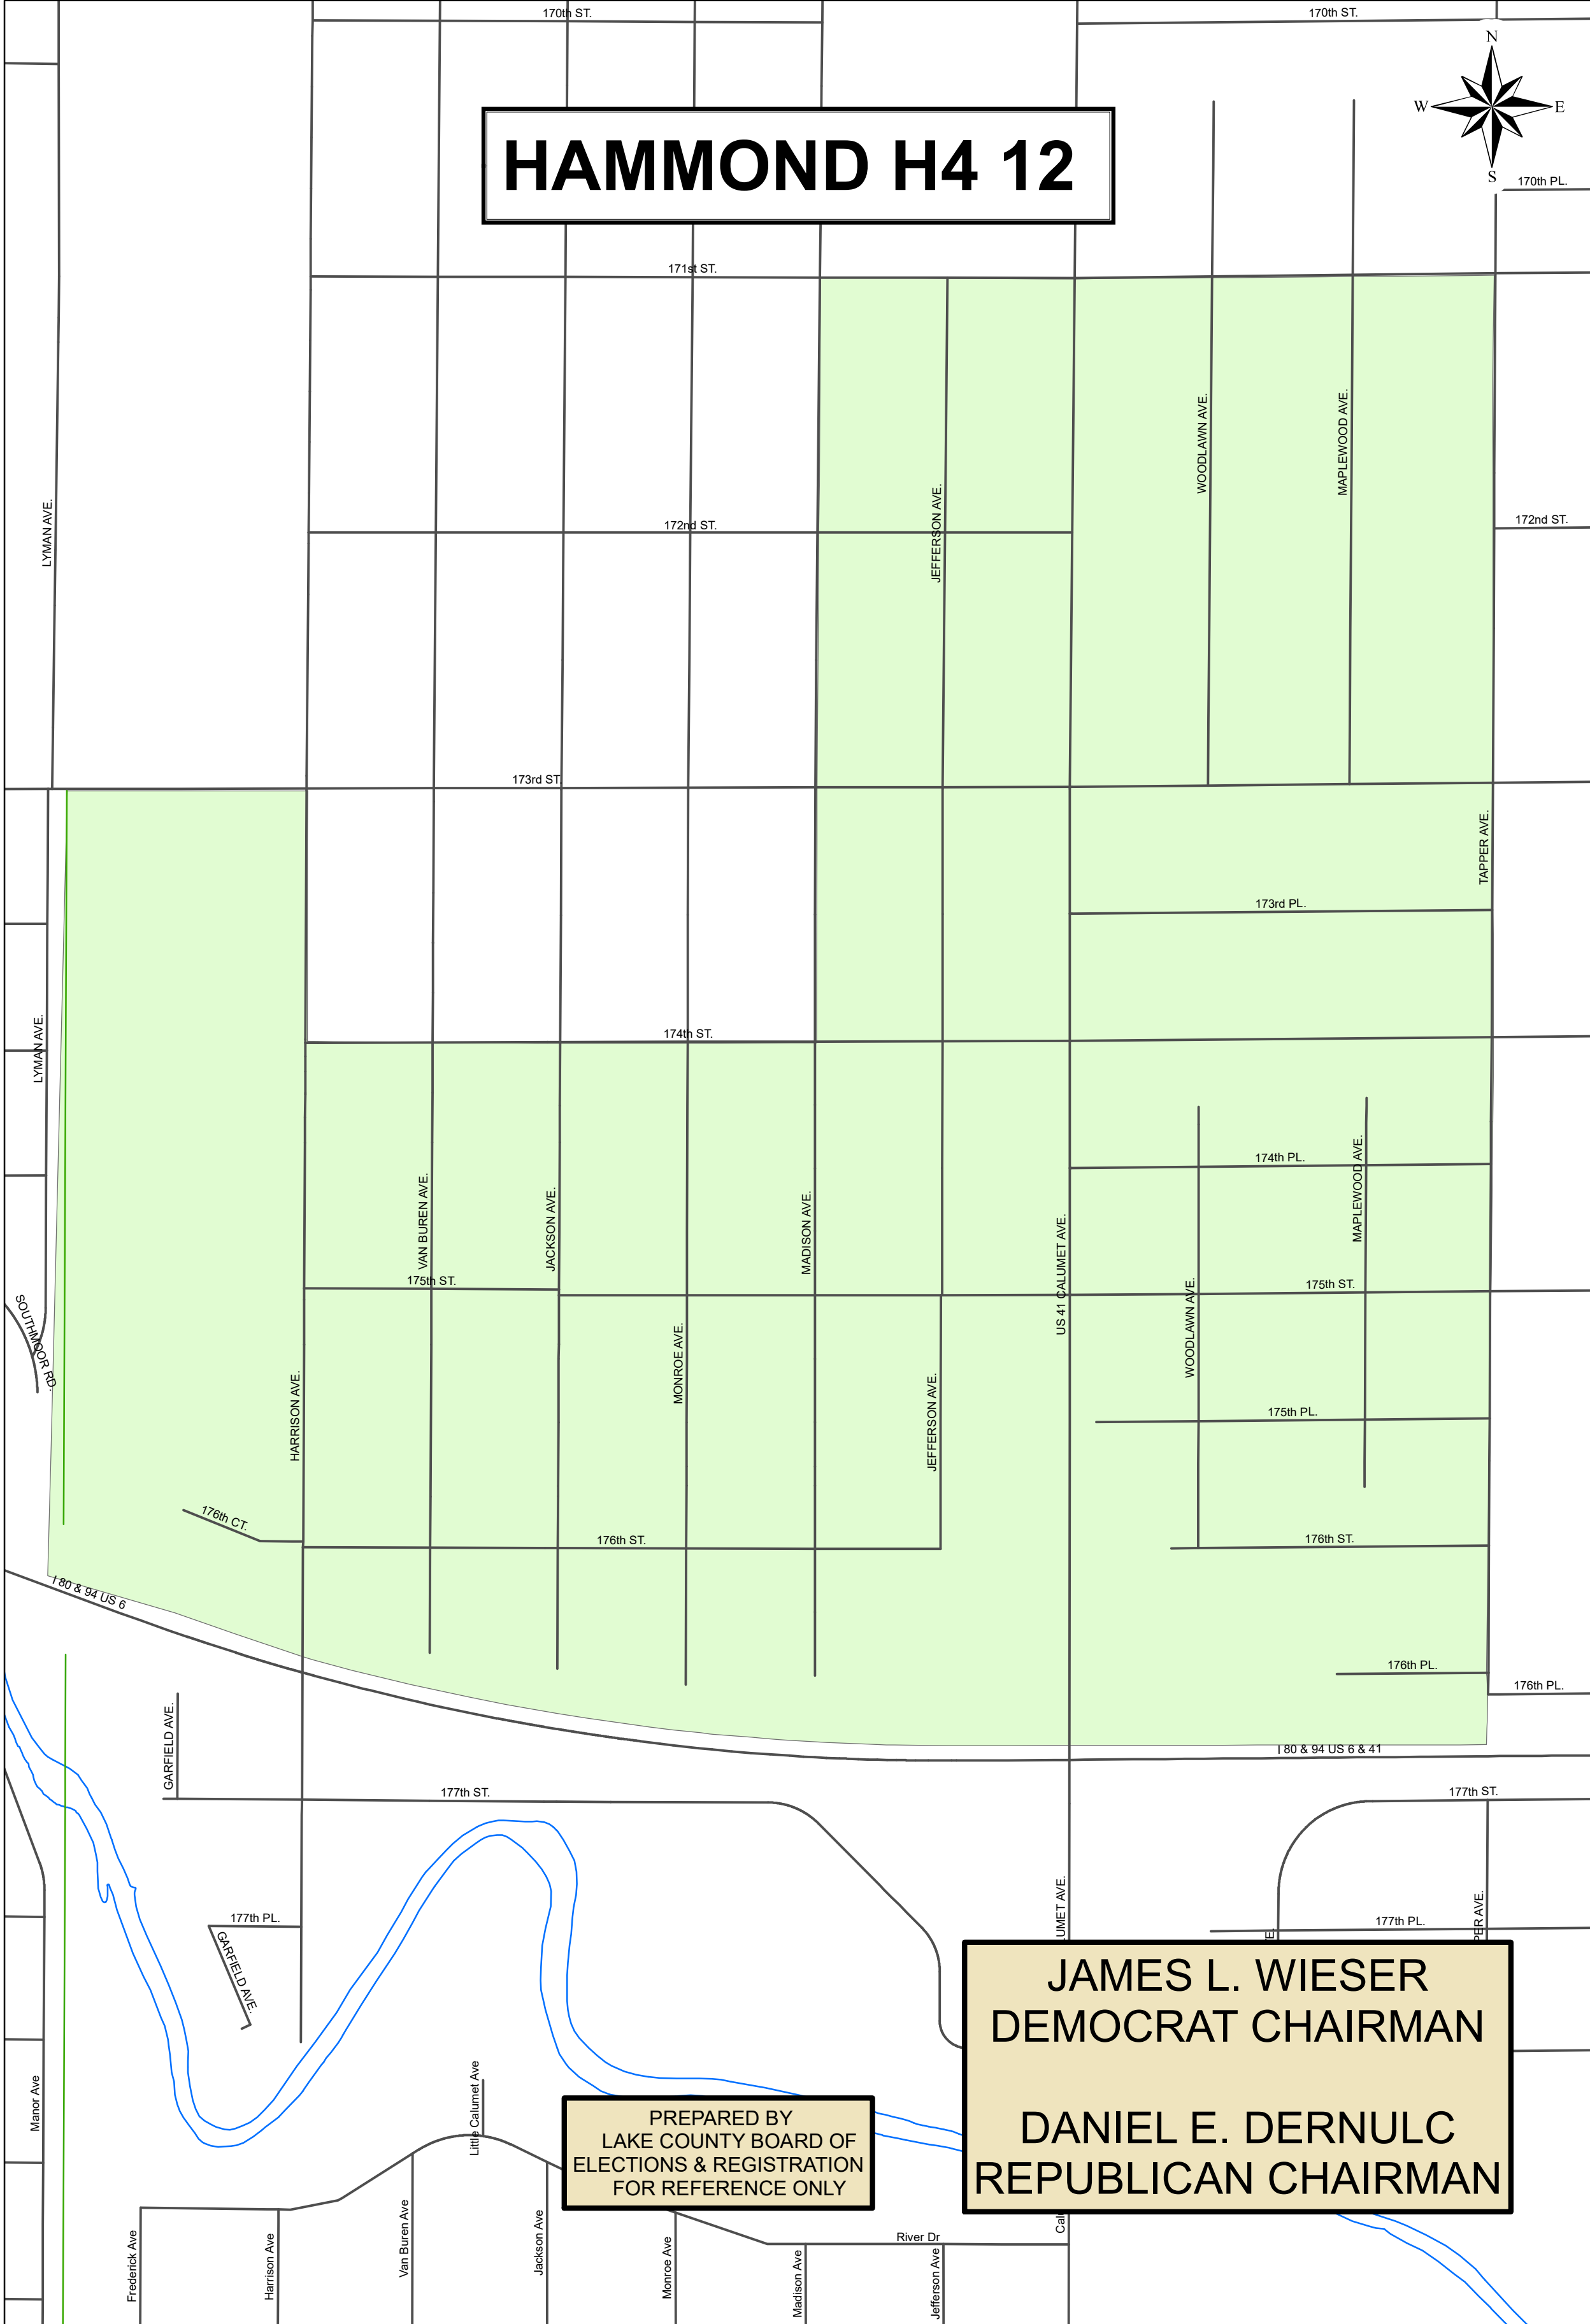 170th ST.
170th ST.
N
W
E
S
HAMMOND H4 12
170th PL.
171st ST.
WOODLAWN AVE.
MAPLEWOOD AVE.
LYMAN AVE.
JEFFERSON AVE.
172nd ST.
172nd ST.
173rd ST.
TAPPER AVE.
173rd PL.
LYMAN AVE.
174th ST.
174th PL.
MAPLEWOOD AVE.
VAN BUREN AVE.
JACKSON AVE.
MADISON AVE.
US 41 CALUMET AVE.
175th ST.
175th ST.
WOODLAWN AVE.
SOUTHMOOR RD.
MONROE AVE.
HARRISON AVE.
JEFFERSON AVE.
175th PL.
176th CT.
176th ST.
176th ST.
I 80 & 94 US 6
176th PL.
176th PL.
GARFIELD AVE.
I 80 & 94 US 6 & 41
177th ST.
177th ST.
LUMET AVE.
PER AVE.
177th PL.
177th PL.
E.
GARFIELD AVE.
JAMES L. WIESER
DEMOCRAT CHAIRMAN
DANIEL E. DERNULC
REPUBLICAN CHAIRMAN
Manor Ave
Little Calumet Ave
PREPARED BY
LAKE COUNTY BOARD OF
ELECTIONS & REGISTRATION
FOR REFERENCE ONLY
Cal
Frederick Ave
Harrison Ave
Van Buren Ave
Jackson Ave
Monroe Ave
River Dr
Madison Ave
Jefferson Ave